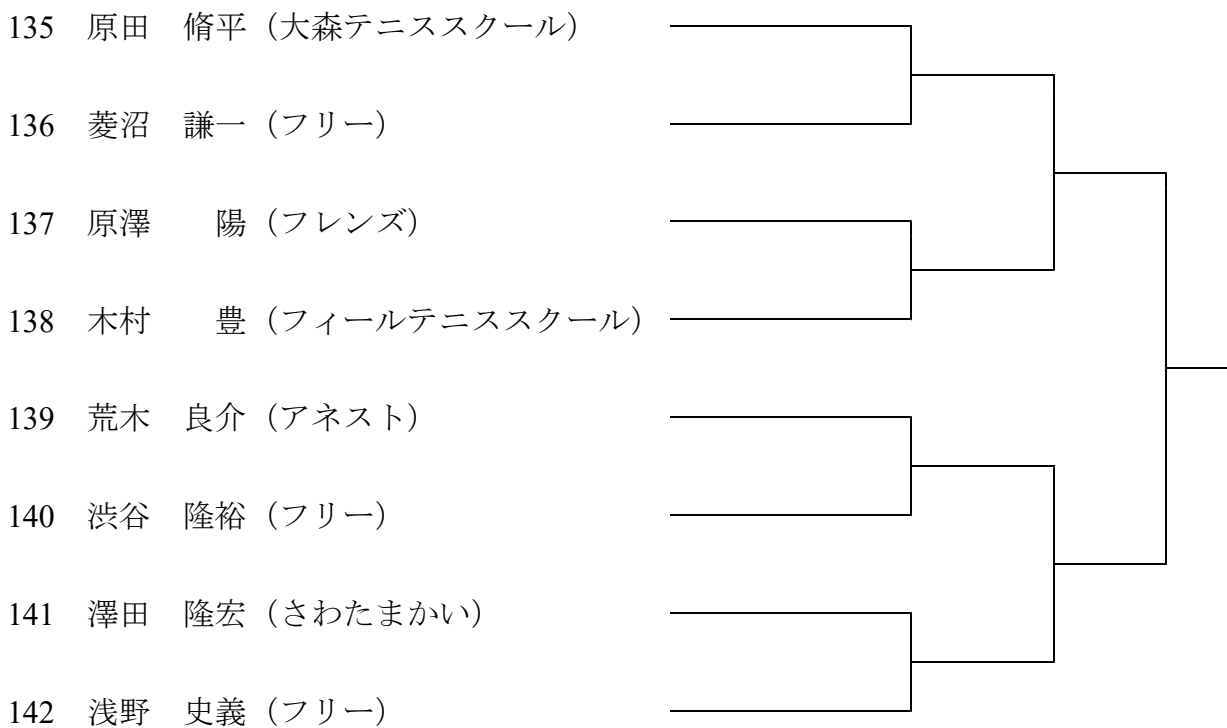 135 原田 脩平（大森テニススクール）
136 菱沼 謙一（フリー）
137 原澤 陽（フレンズ）
138 木村 豊（フィールテニススクール）
139 荒木 良介（アネスト）
140 渋谷 隆裕（フリー）
141 澤田 隆宏（さわたまかい）
142 浅野 史義（フリー）